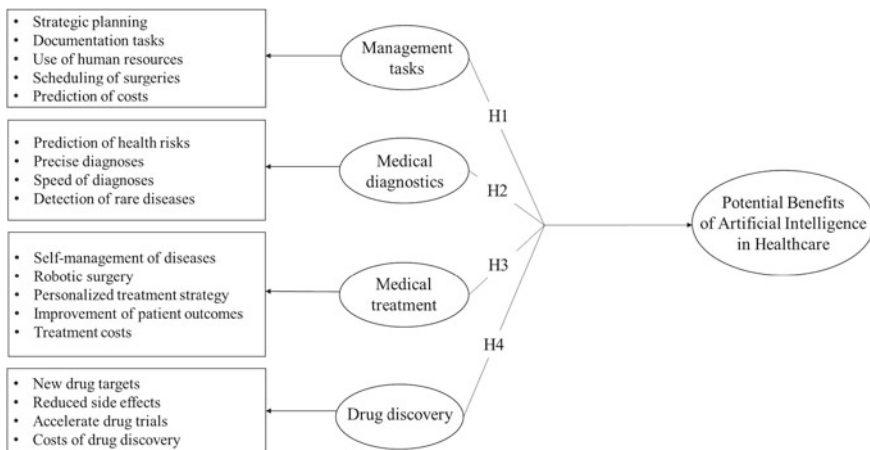 • Strategic planning
• Documentation tasks
• Use of human resources
• Scheduling of surgeries
• Prediction of costs
Management
tasks
H1
• Prediction of health risks
• Precise diagnoses
• Speed of diagnoses
• Detection of rare diseases
Medical
diagnostics
H2
Potential Benefits
of Artificial Intelligence
in Healthcare
• Self-management of diseases
• Robotic surgery
• Personalized treatment strategy
• Improvement of patient outcomes
• Treatment costs
Medical
treatment
H3
H4
• New drug targets
• Reduced side effects
• Accelerate drug trials
• Costs of drug discovery
Drug discovery